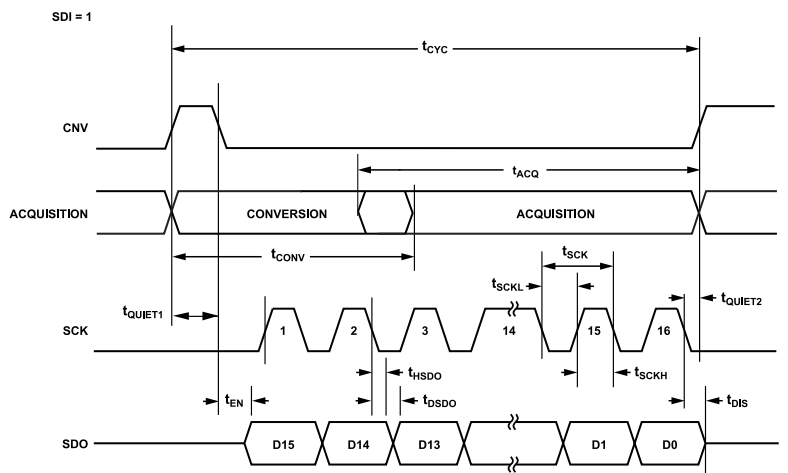 SDI = 1
tCYC
CNV
tACQ
ACQUISITION CONVERSION ACQUISITION
tCONV
tSCK
tSCKL
tQUIET1 tQUIET2
SCK 1 2 3 14 15 16
tHSDO tSCKH
tEN tDSDO tDIS
SDO D15 D14 D13 D1 D0